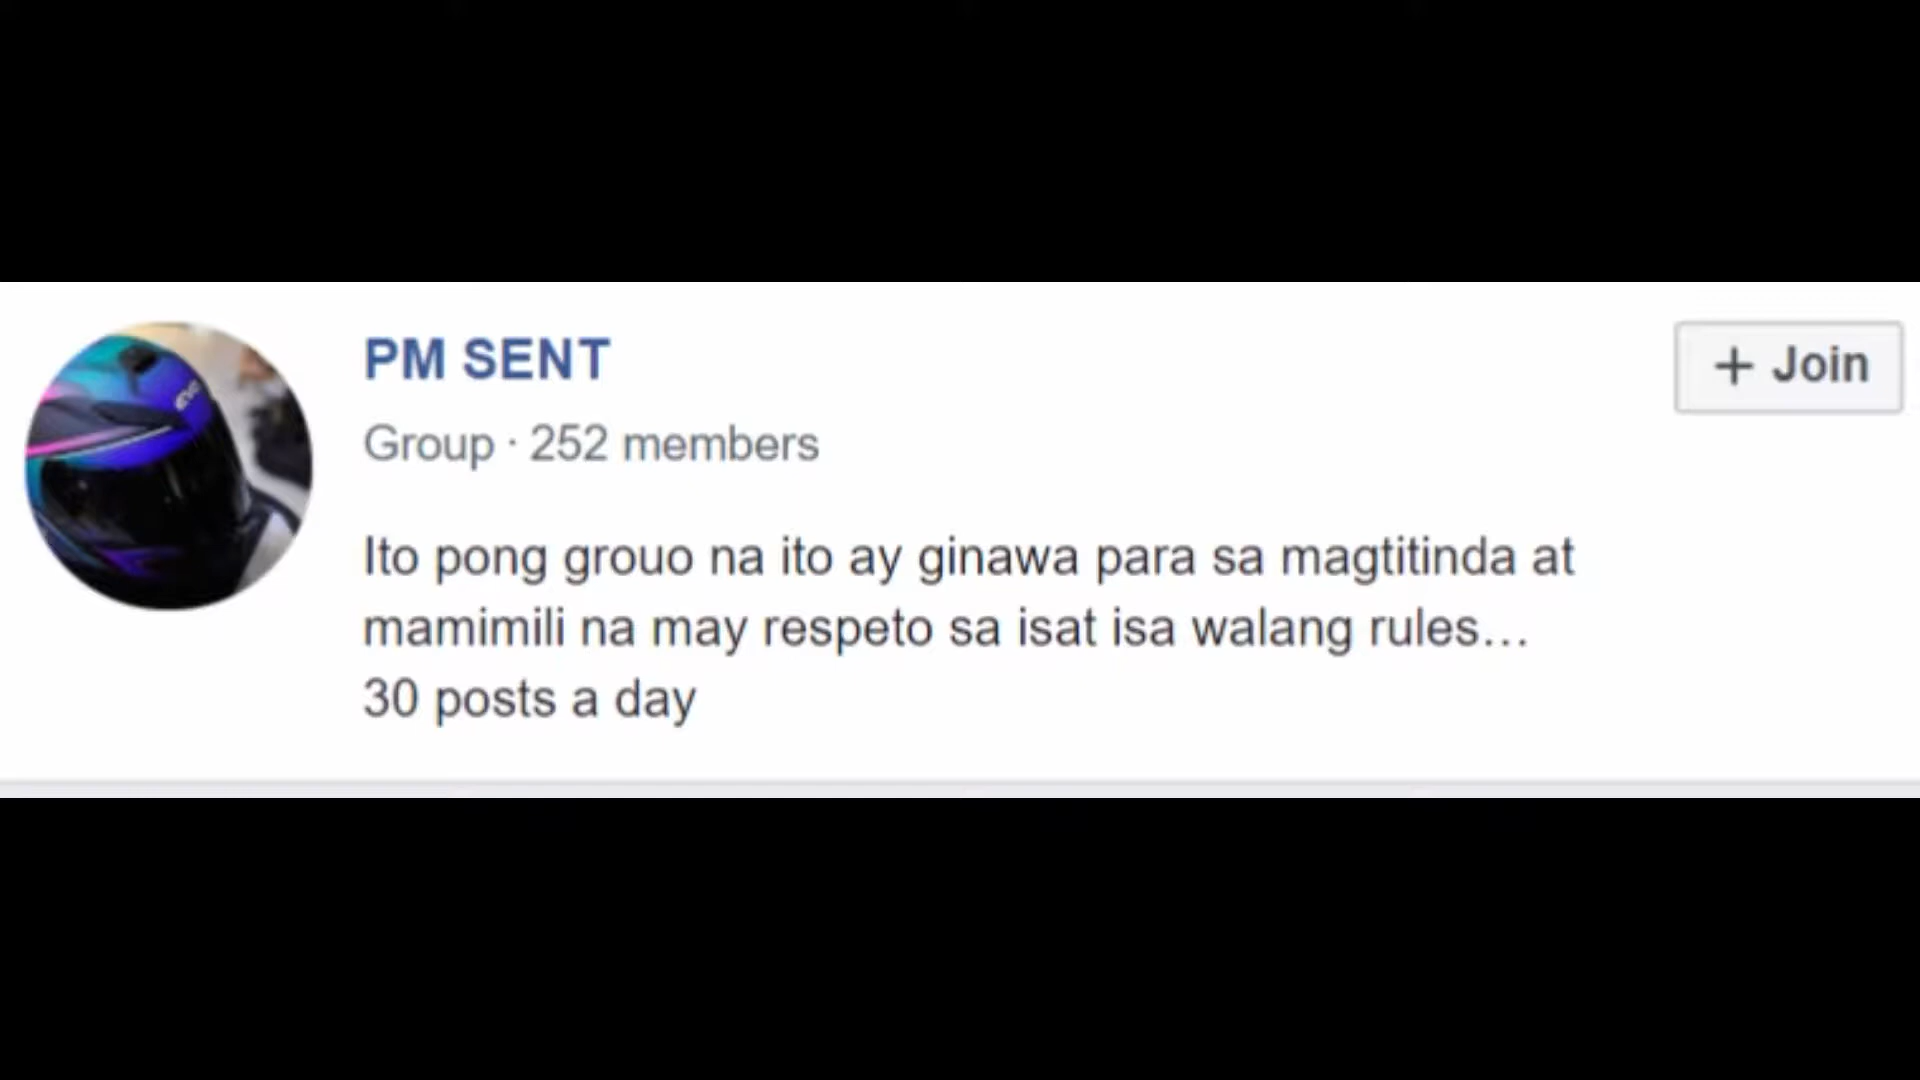 PM SENT
+ Join
Group · 252 members
Ito pong grouo na ito ay ginawa para sa magtitinda at
mamimili na may respeto sa isat isa walang rules...
30 posts a day